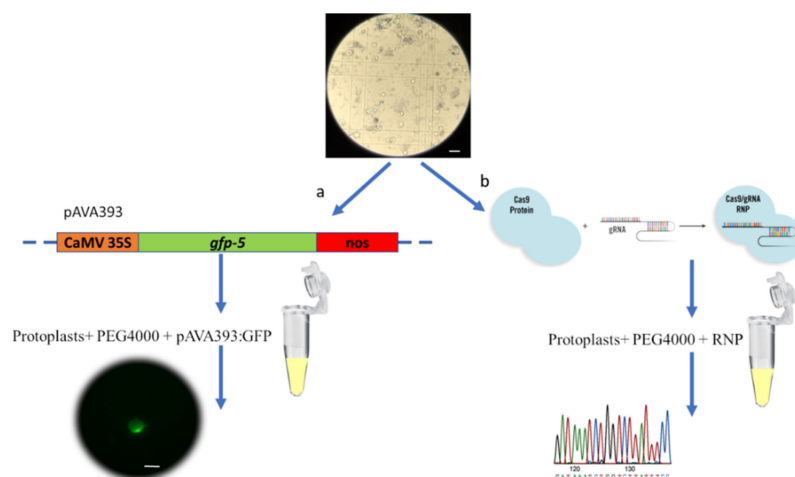 a
b
pAVA393
CaMV 35S
gfp-5
nos
Cas9
Protein
+
gRNA
Cas9/gRNA
RNP
Protoplasts+ PEG4000 + pAVA393:GFP
Protoplasts+ PEG4000 + RNP
120
130